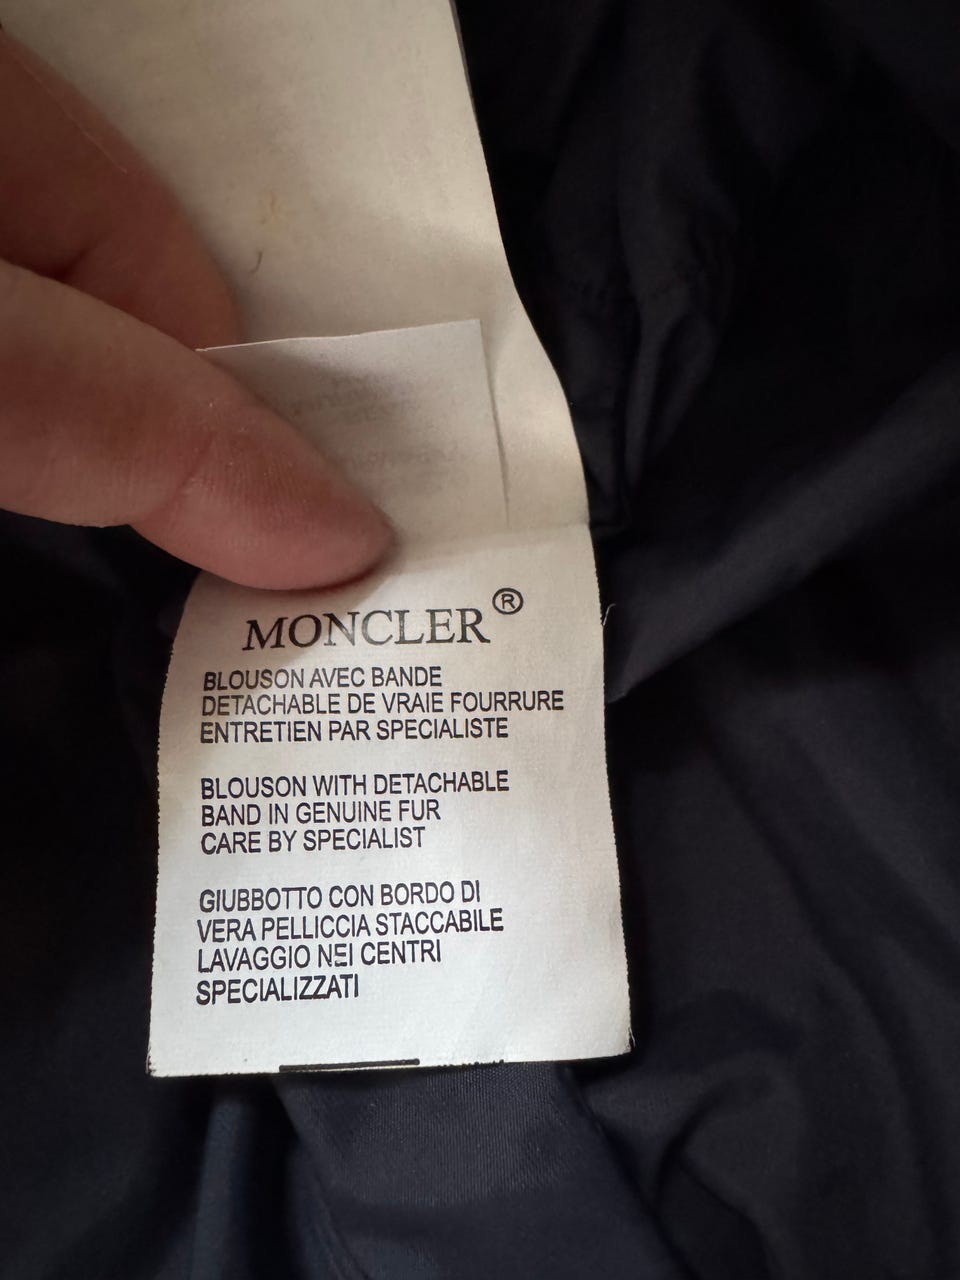 MONCLER®
BLOUSON AVEC BANDE
DETACHABLE DE VRAIE FOURRURE
ENTRETIEN PAR SPECIALISTE
BLOUSON WITH DETACHABLE
BAND IN GENUINE FUR
CARE BY SPECIALIST
GIUBBOTTO CON BORDO DI
VERA PELLICCIA STACCABILE
LAVAGGIO NEI CENTRI
SPECIALIZZATI